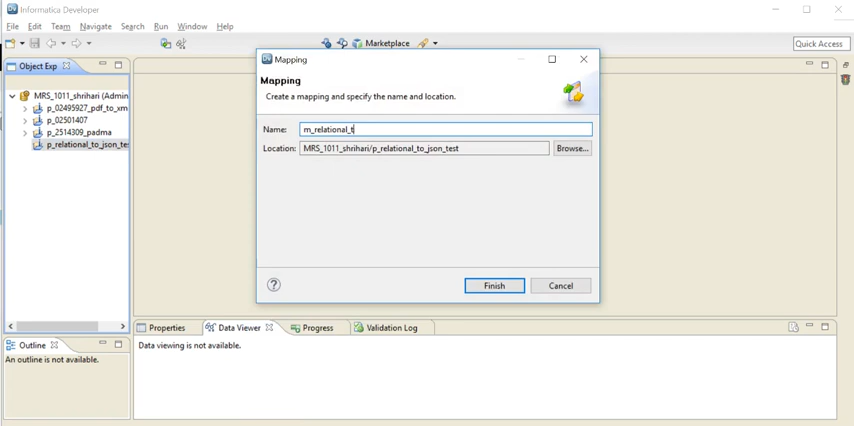 Informatica Developer
File Edit Team Navigate Search Run Window Help
Marketplace
Quick Access
Object Exp
MRS_1011_shrihari (Admin
p_02495927_pdf_to_xm
p_02501407
p_2514309_padma
p_relational_to_json_tes
Mapping
Mapping
Create a mapping and specify the name and location.
Name: m_relational_t
Location: MRS_1011_shrihari/p_relational_to_json_test Browse...
? Finish Cancel
Properties Data Viewer Progress Validation Log
Data viewing is not available.
Outline
An outline is not available.